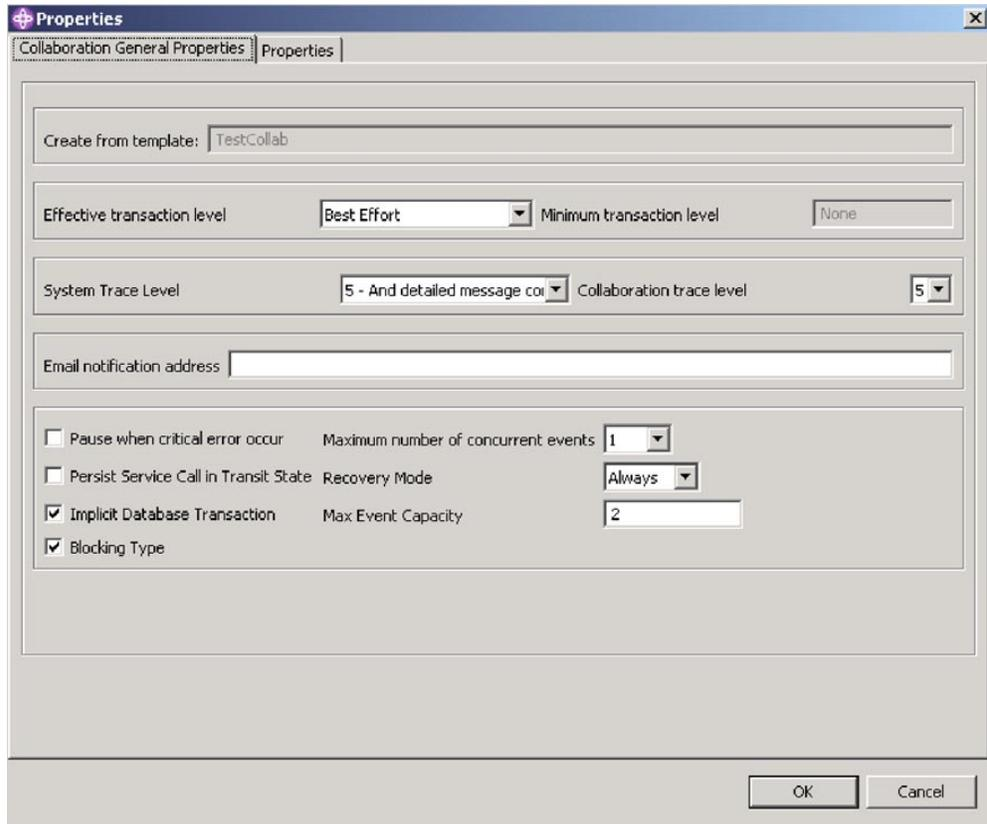 Properties
Collaboration General Properties Properties
Create from template: TestCollab
Effective transaction level Best Effort Minimum transaction level None
System Trace Level 5 - And detailed message co Collaboration trace level 5
Email notification address
Pause when critical error occur Maximum number of concurrent events 1
Persist Service Call in Transit State Recovery Mode Always
Implicit Database Transaction Max Event Capacity 2
Blocking Type
OK Cancel